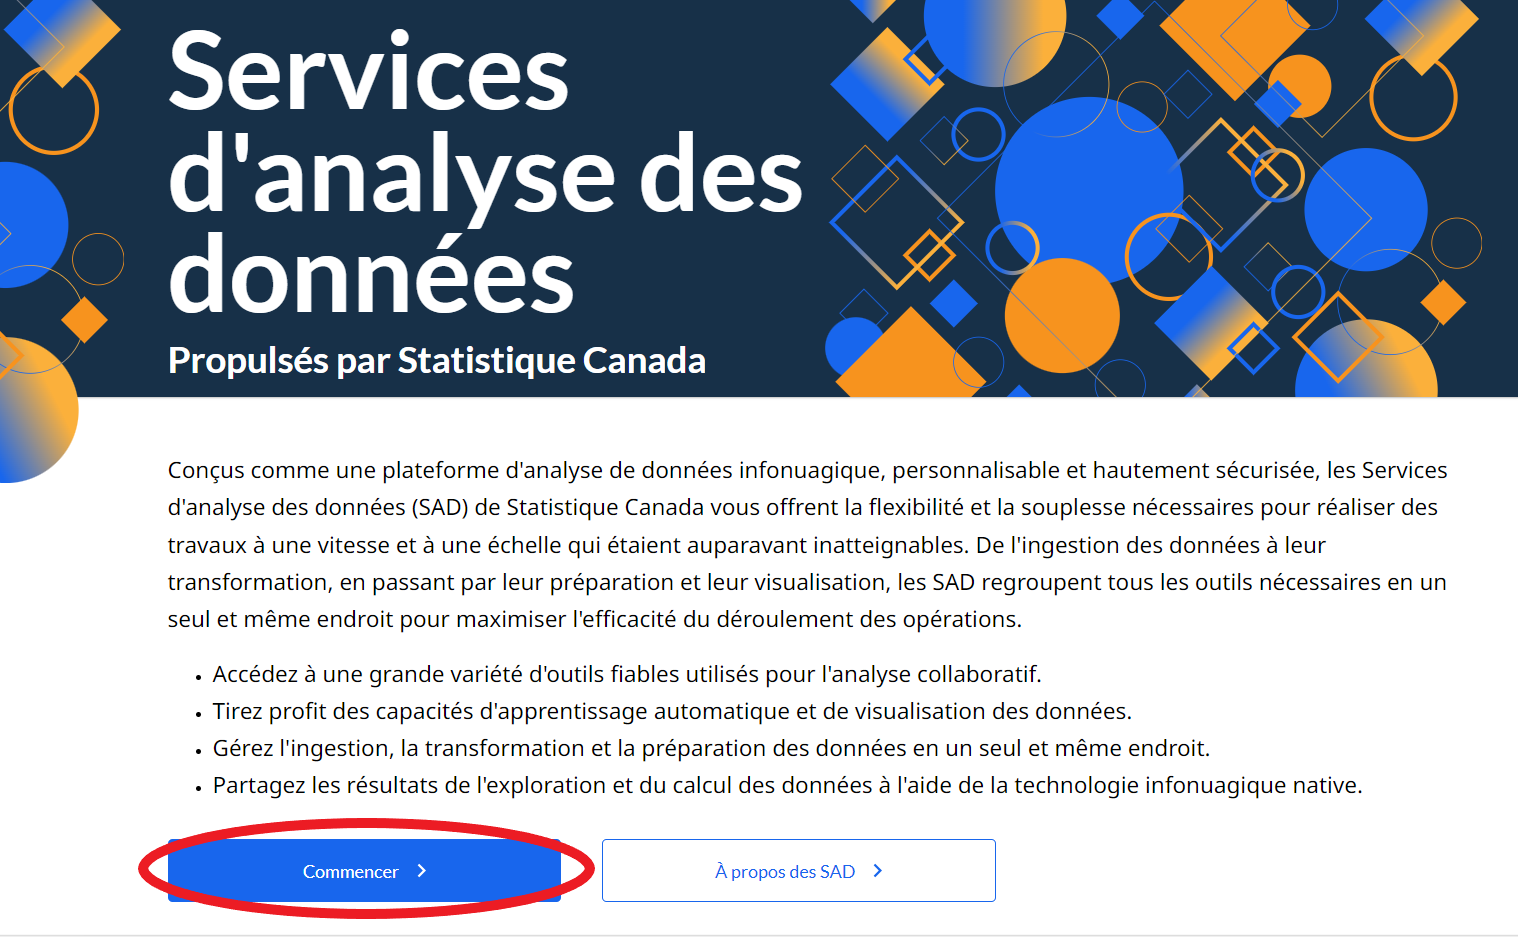 Services
d'analyse des
données
Propulsés par Statistique Canada
Conçus comme une plateforme d'analyse de données infonuagique, personnalisable et hautement sécurisée, les Services
d'analyse des données (SAD) de Statistique Canada vous offrent la flexibilité et la souplesse nécessaires pour réaliser des
travaux à une vitesse et à une échelle qui étaient auparavant inatteignables. De l'ingestion des données à leur
transformation, en passant par leur préparation et leur visualisation, les SAD regroupent tous les outils nécessaires en un
seul et même endroit pour maximiser l'efficacité du déroulement des opérations.
• Accédez à une grande variété d'outils fiables utilisés pour l'analyse collaboratif.
• Tirez profit des capacités d'apprentissage automatique et de visualisation des données.
• Gérez l'ingestion, la transformation et la préparation des données en un seul et même endroit.
• Partagez les résultats de l'exploration et du calcul des données à l'aide de la technologie infonuagique native.
Commencer
À propos des SAD